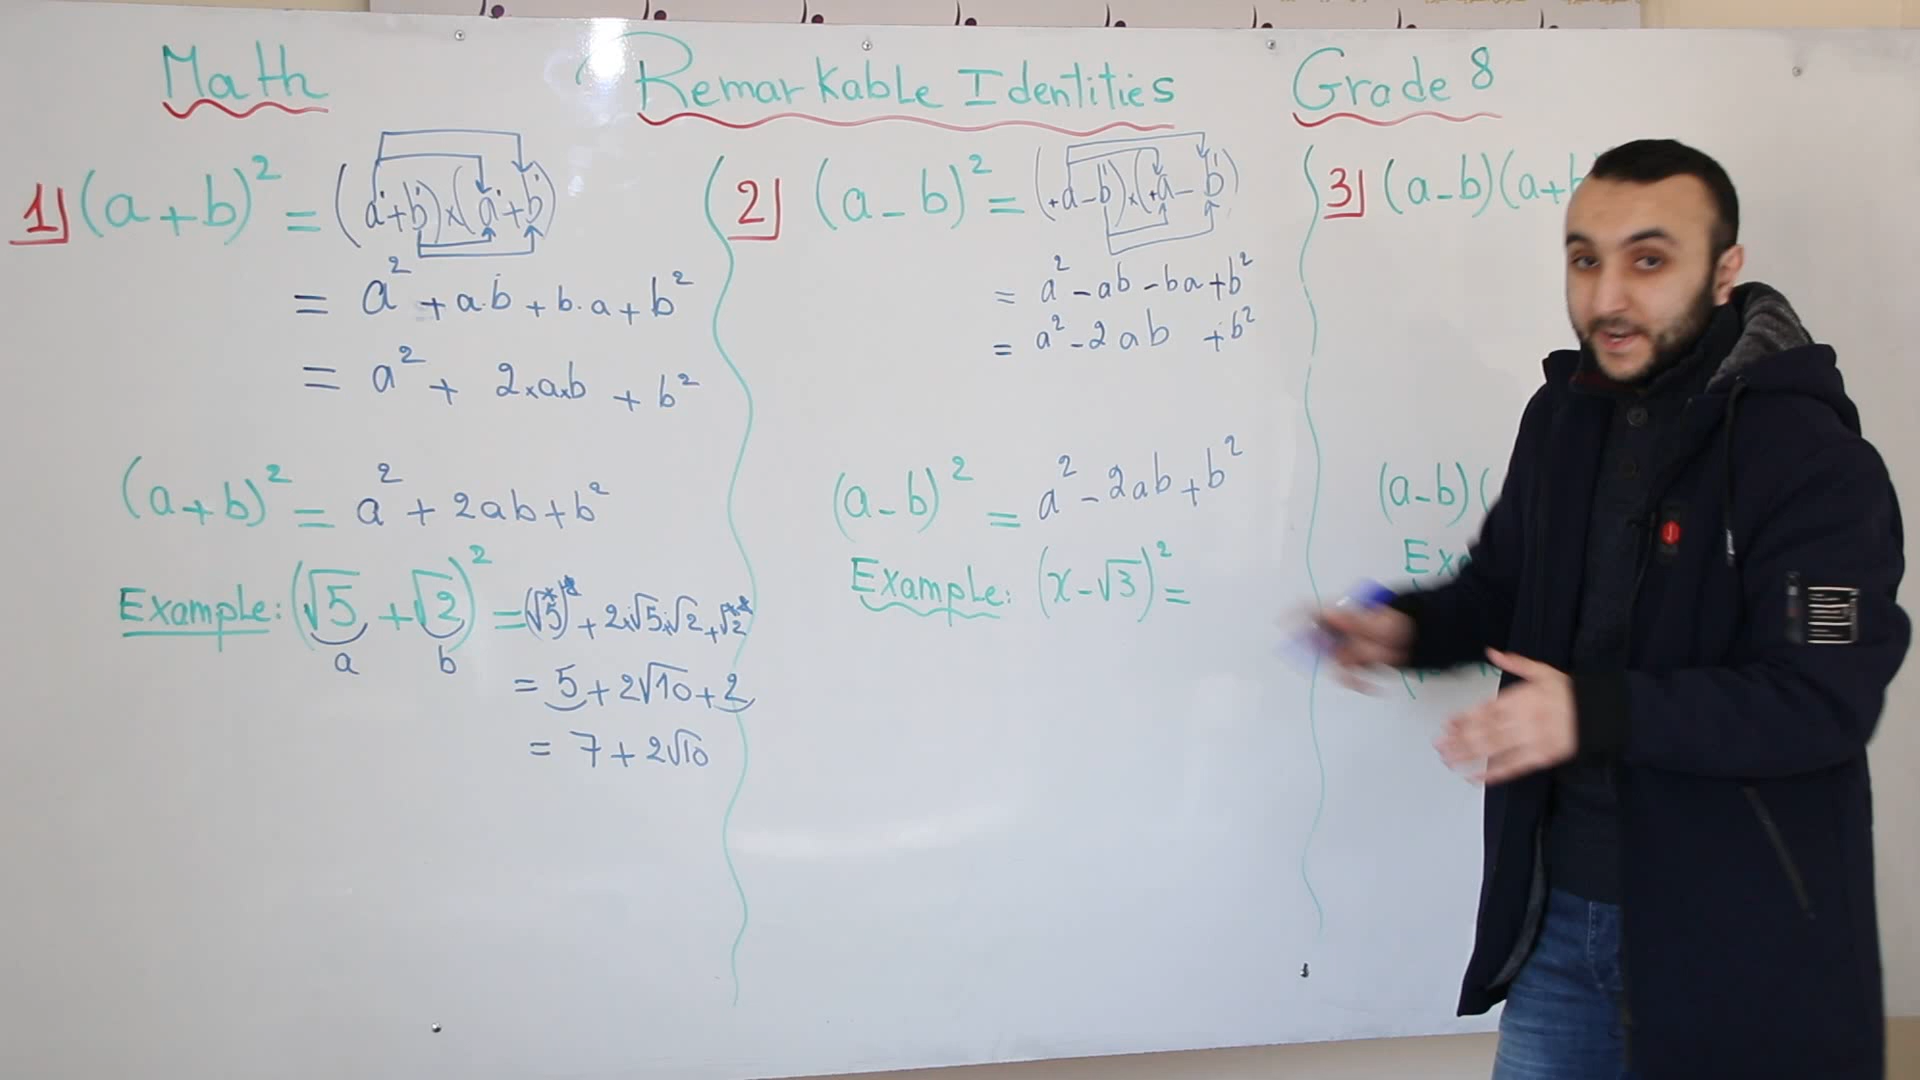 Math Remarkable Identities Grade 8
1) (a+b)² = (a+b)×(a+b)
= a² + a.b + b.a + b²
= a² + 2×a×b + b²
(a+b)² = a² + 2ab + b²
Example: (√5 + √2)² = (√5)² + 2×√5×√2 + √2²
a b
= 5 + 2√10 + 2
= 7 + 2√10
2) (a-b)² = (+a-b)×(+a-b)
= a² - ab - ba + b²
= a² - 2ab + b²
(a-b)² = a² - 2ab + b²
Example: (x-√3)² =
3) (a-b)(a+b
(a-b)(
Exa